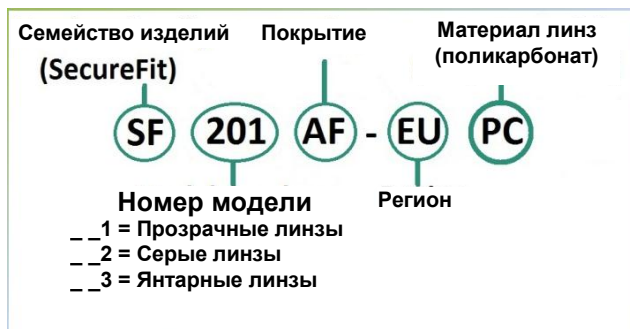 Семейство изделий Покрытие Материал линз
(SecureFit) (поликарбонат)
SF 201 AF - EU PC
Номер модели Регион
_ _1 = Прозрачные линзы
_ _2 = Серые линзы
_ _3 = Янтарные линзы